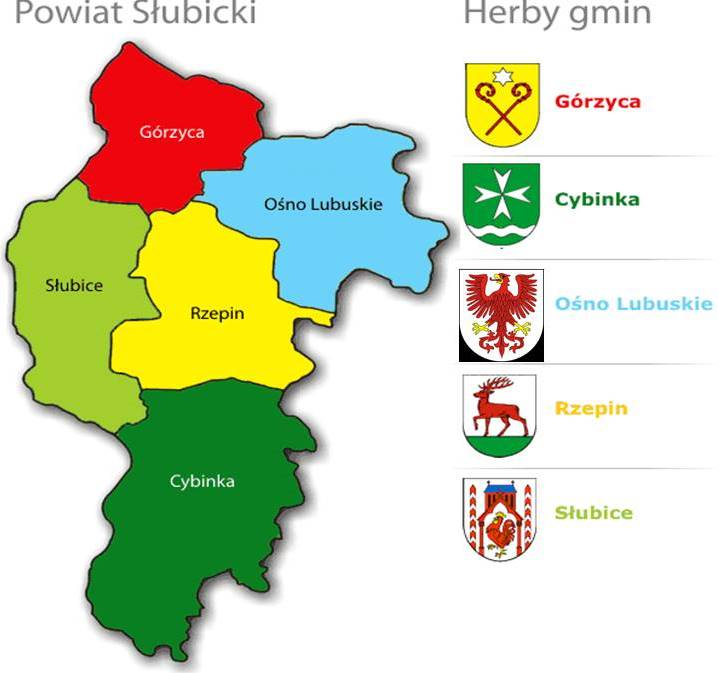 Powiat Słubicki
Górzyca
Ośno Lubuskie
Słubice
Rzepin
Cybinka
Herby gmin
Górzyca
Cybinka
Ośno Lubuskie
Rzepin
Słubice